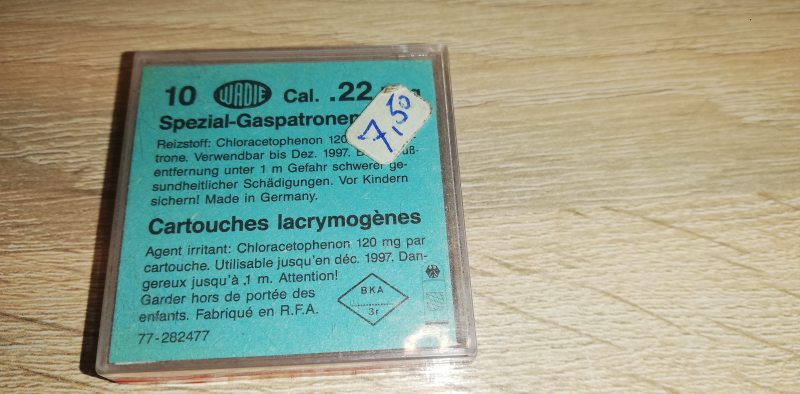 10 WADIE Cal. .22
7,50
Spezial-Gaspatronen
Reizstoff: Chloracetophenon 120
trone. Verwendbar bis Dez. 1997.
entfernung unter 1 m Gefahr schwerer ge-
sundheitlicher Schädigungen. Vor Kindern
sichern! Made in Germany.
Cartouches lacrymogènes
Agent irritant: Chloracetophenon 120 mg par
cartouche. Utilisable jusqu'en déc. 1997. Dan-
gereux jusqu'à 1 m. Attention!
Garder hors de portée des
enfants. Fabriqué en R.F.A.
BKA
3r
77-282477